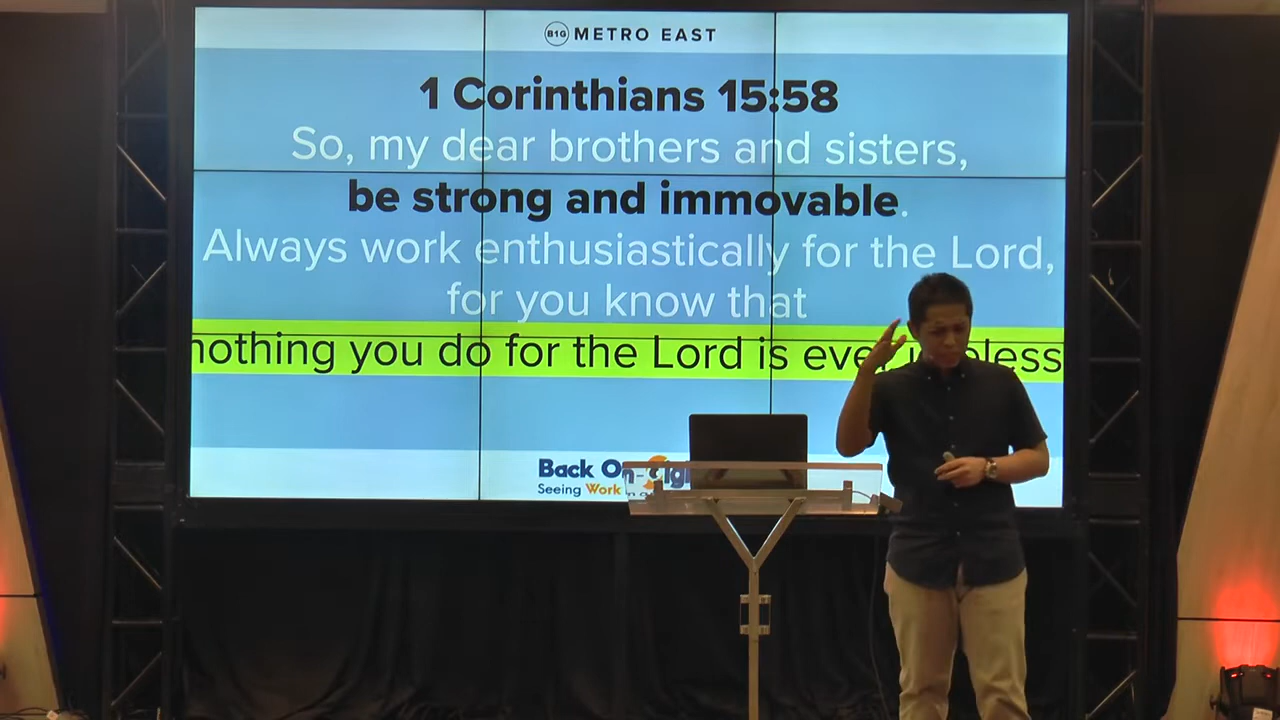 B1G METRO EAST
1 Corinthians 15:58
So, my dear brothers and sisters,
be strong and immovable.
Always work enthusiastically for the Lord,
for you know that
nothing you do for the Lord is ever
Back On
Seeing Work